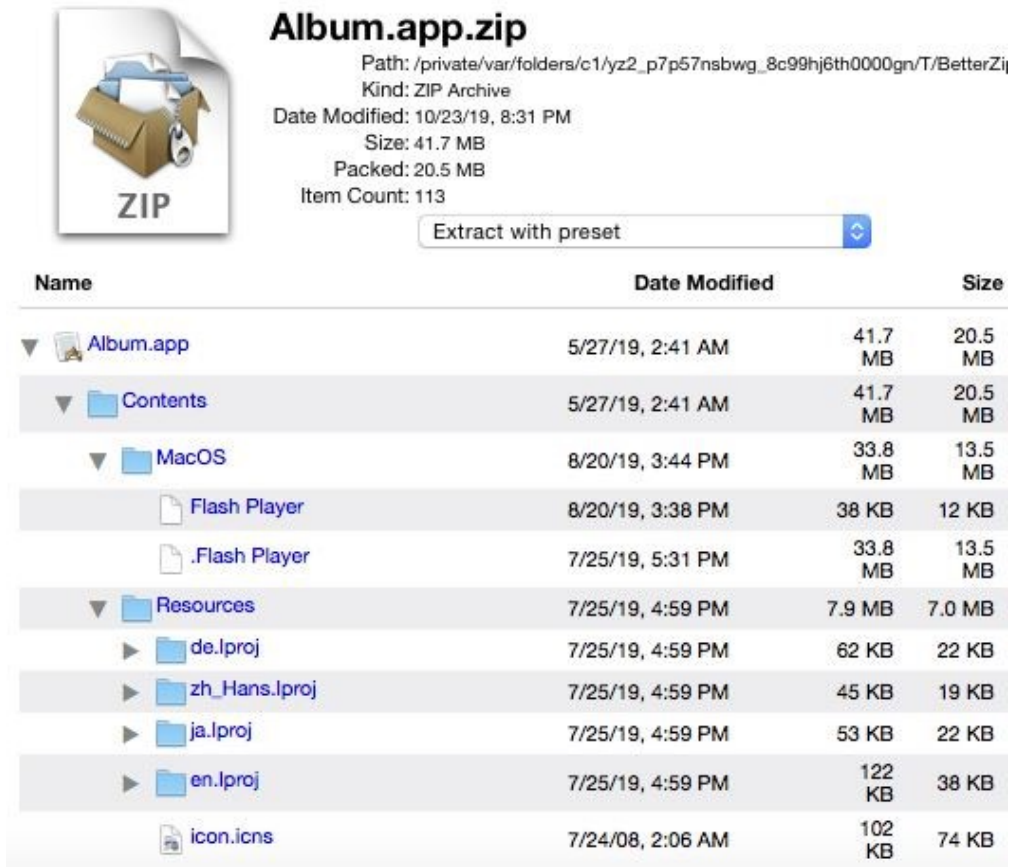 Album.app.zip
Path: /private/var/folders/c1/yz2_p7p57nsbwg_8c99hj6th0000gn/T/BetterZip
Kind: ZIP Archive
Date Modified: 10/23/19, 8:31 PM
Size: 41.7 MB
Packed: 20.5 MB
Item Count: 113
ZIP
Extract with preset
Name Date Modified Size
Album.app 5/27/19, 2:41 AM 41.7 MB 20.5 MB
Contents 5/27/19, 2:41 AM 41.7 MB 20.5 MB
MacOS 8/20/19, 3:44 PM 33.8 MB 13.5 MB
Flash Player 8/20/19, 3:38 PM 38 KB 12 KB
.Flash Player 7/25/19, 5:31 PM 33.8 MB 13.5 MB
Resources 7/25/19, 4:59 PM 7.9 MB 7.0 MB
de.lproj 7/25/19, 4:59 PM 62 KB 22 KB
zh_Hans.lproj 7/25/19, 4:59 PM 45 KB 19 KB
ja.lproj 7/25/19, 4:59 PM 53 KB 22 KB
en.lproj 7/25/19, 4:59 PM 122 KB 38 KB
icon.icns 7/24/08, 2:06 AM 102 KB 74 KB